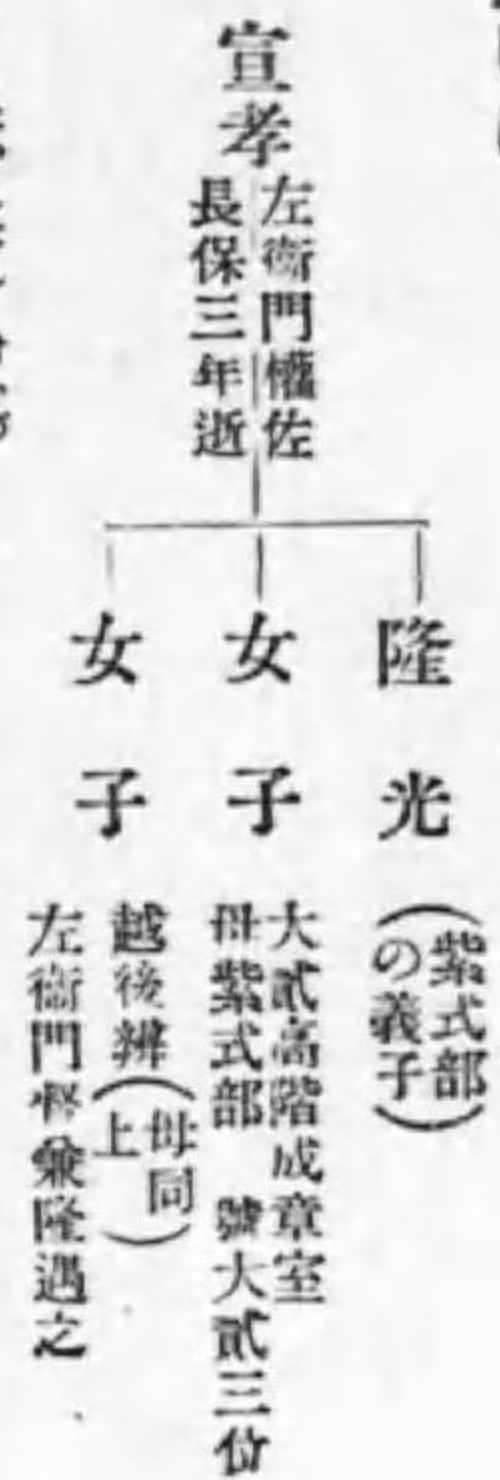 宣孝
左衞門權佐
長保三年逝
隆光
(紫式部
の義子)
女子
大貳高階成章室
母紫式部 號大貳三位
女子
越後辨(母同
上)
左衞門督兼隆遇之